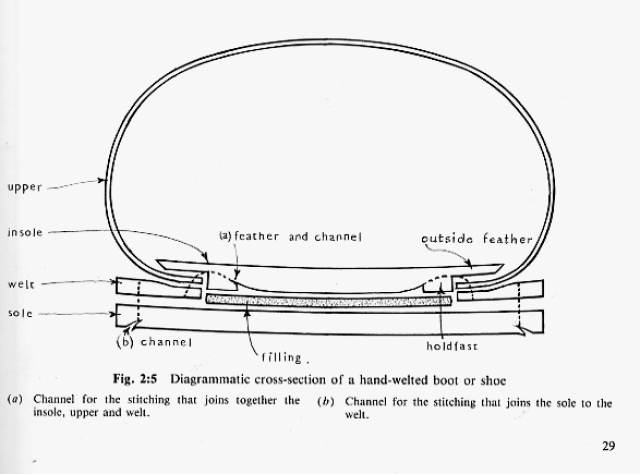 upper
insole
(a) feather and channel
outside feather
welt
sole
(b) channel
filling.
holdfast
Fig. 2:5 Diagrammatic cross-section of a hand-welted boot or shoe
(a) Channel for the stitching that joins together the
insole, upper and welt.
(b) Channel for the stitching that joins the sole to the
welt.
29